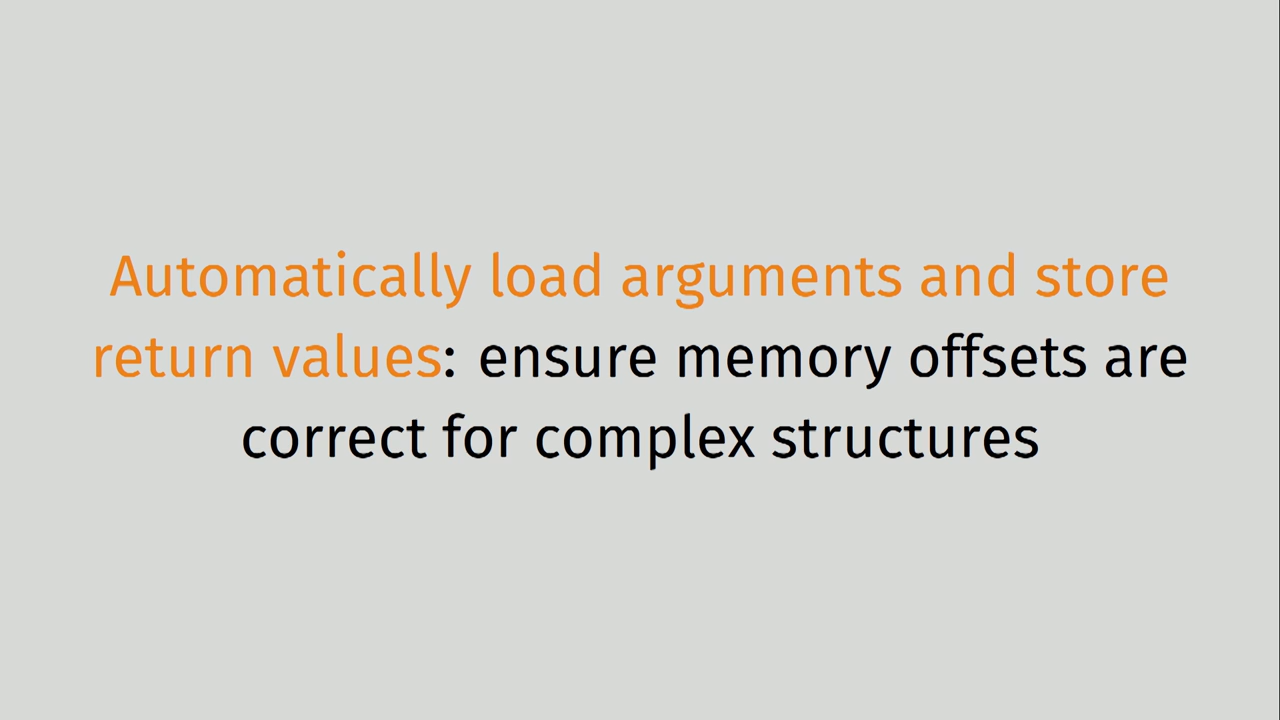 Automatically load arguments and store
return values: ensure memory offsets are
correct for complex structures